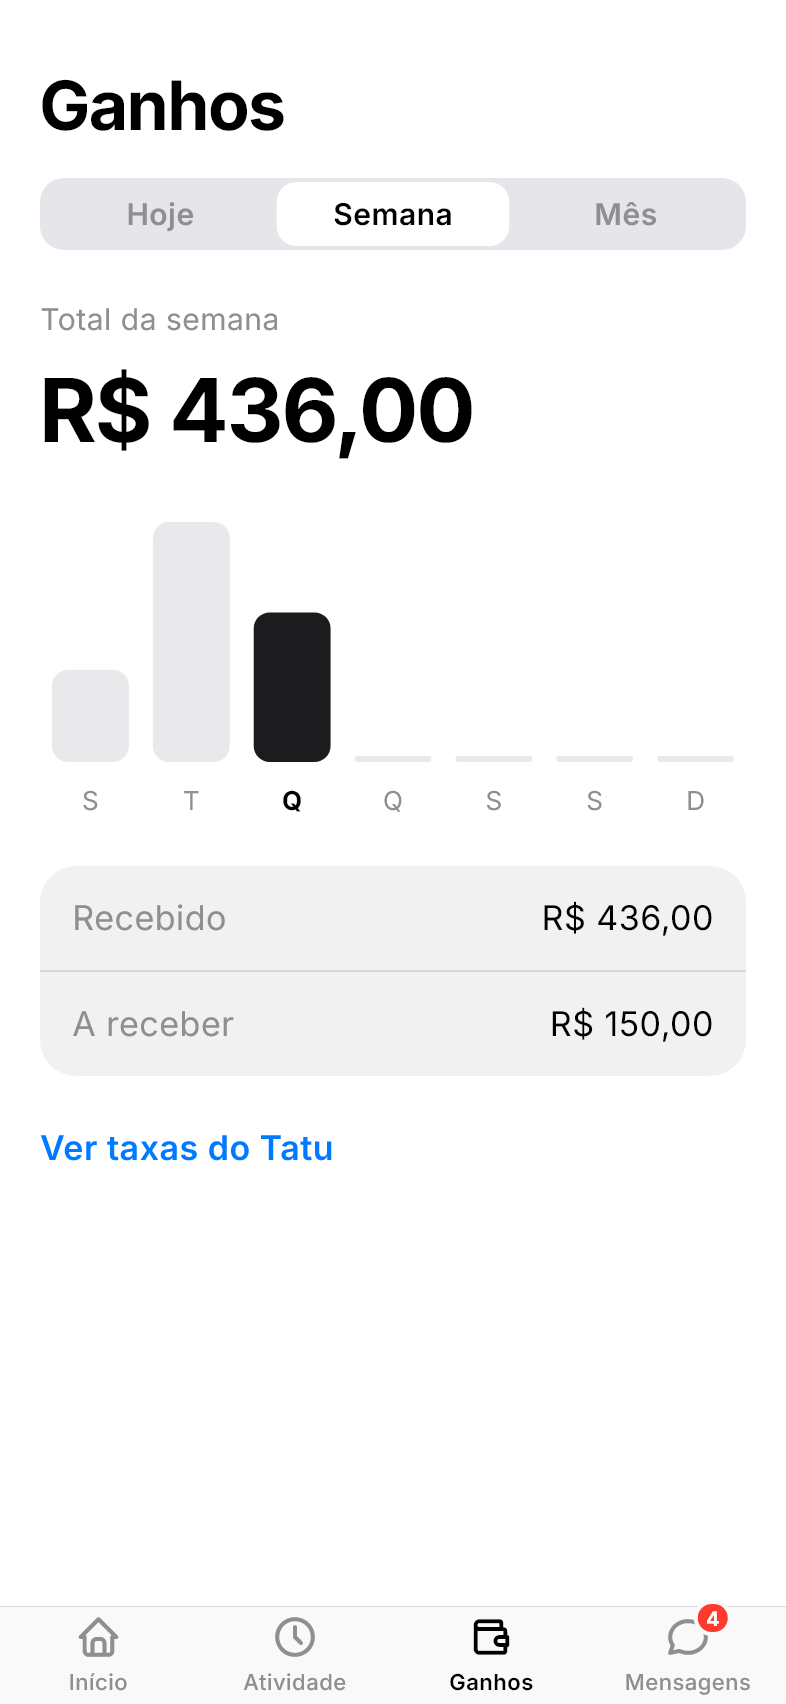 Ganhos
Hoje Semana Mês
Total da semana
R$ 436,00
S T Q Q S S D
Recebido R$ 436,00
A receber R$ 150,00
Ver taxas do Tatu
4
Início Atividade Ganhos Mensagens